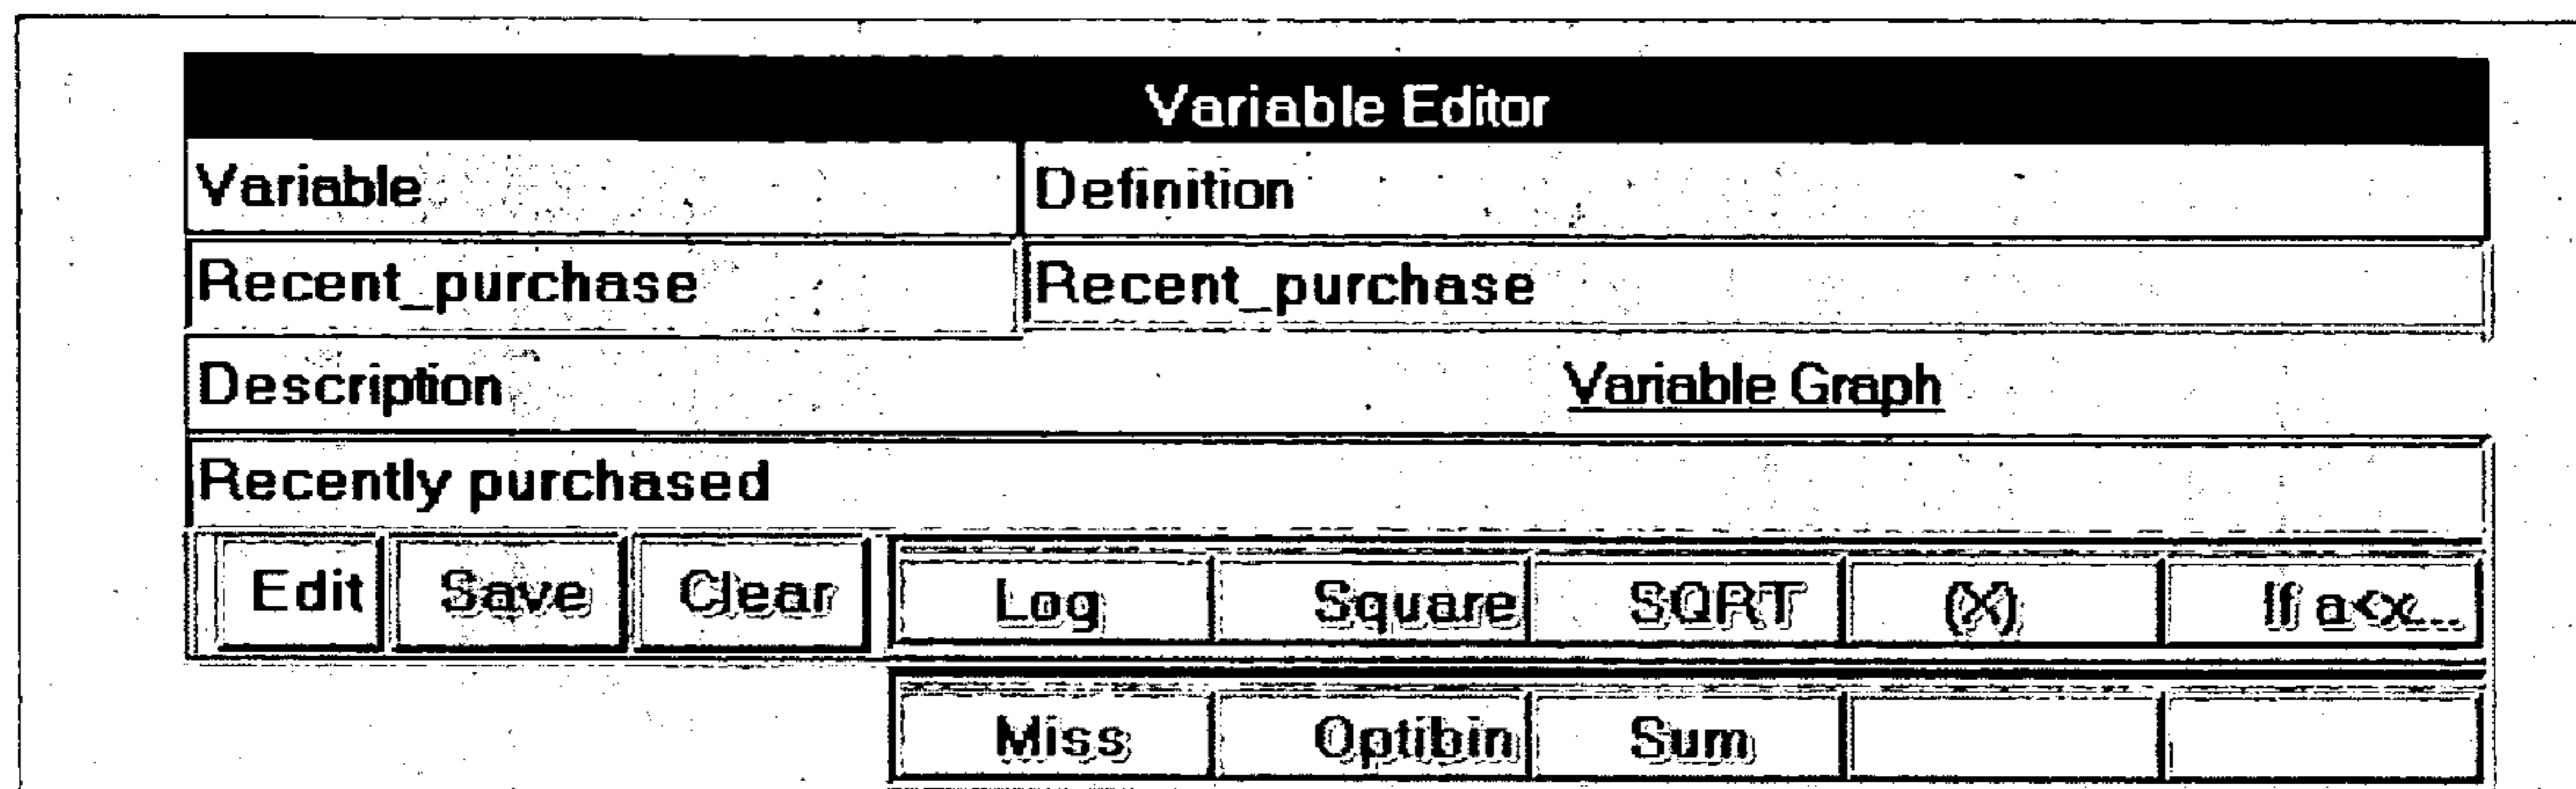 Variable Editor
Variable Definition
Recent_purchase Recent_purchase
Description Variable Graph
Recently purchased
Edit Save Clear Log Square SQRT (X) If a<x...
Miss Optibin Sum